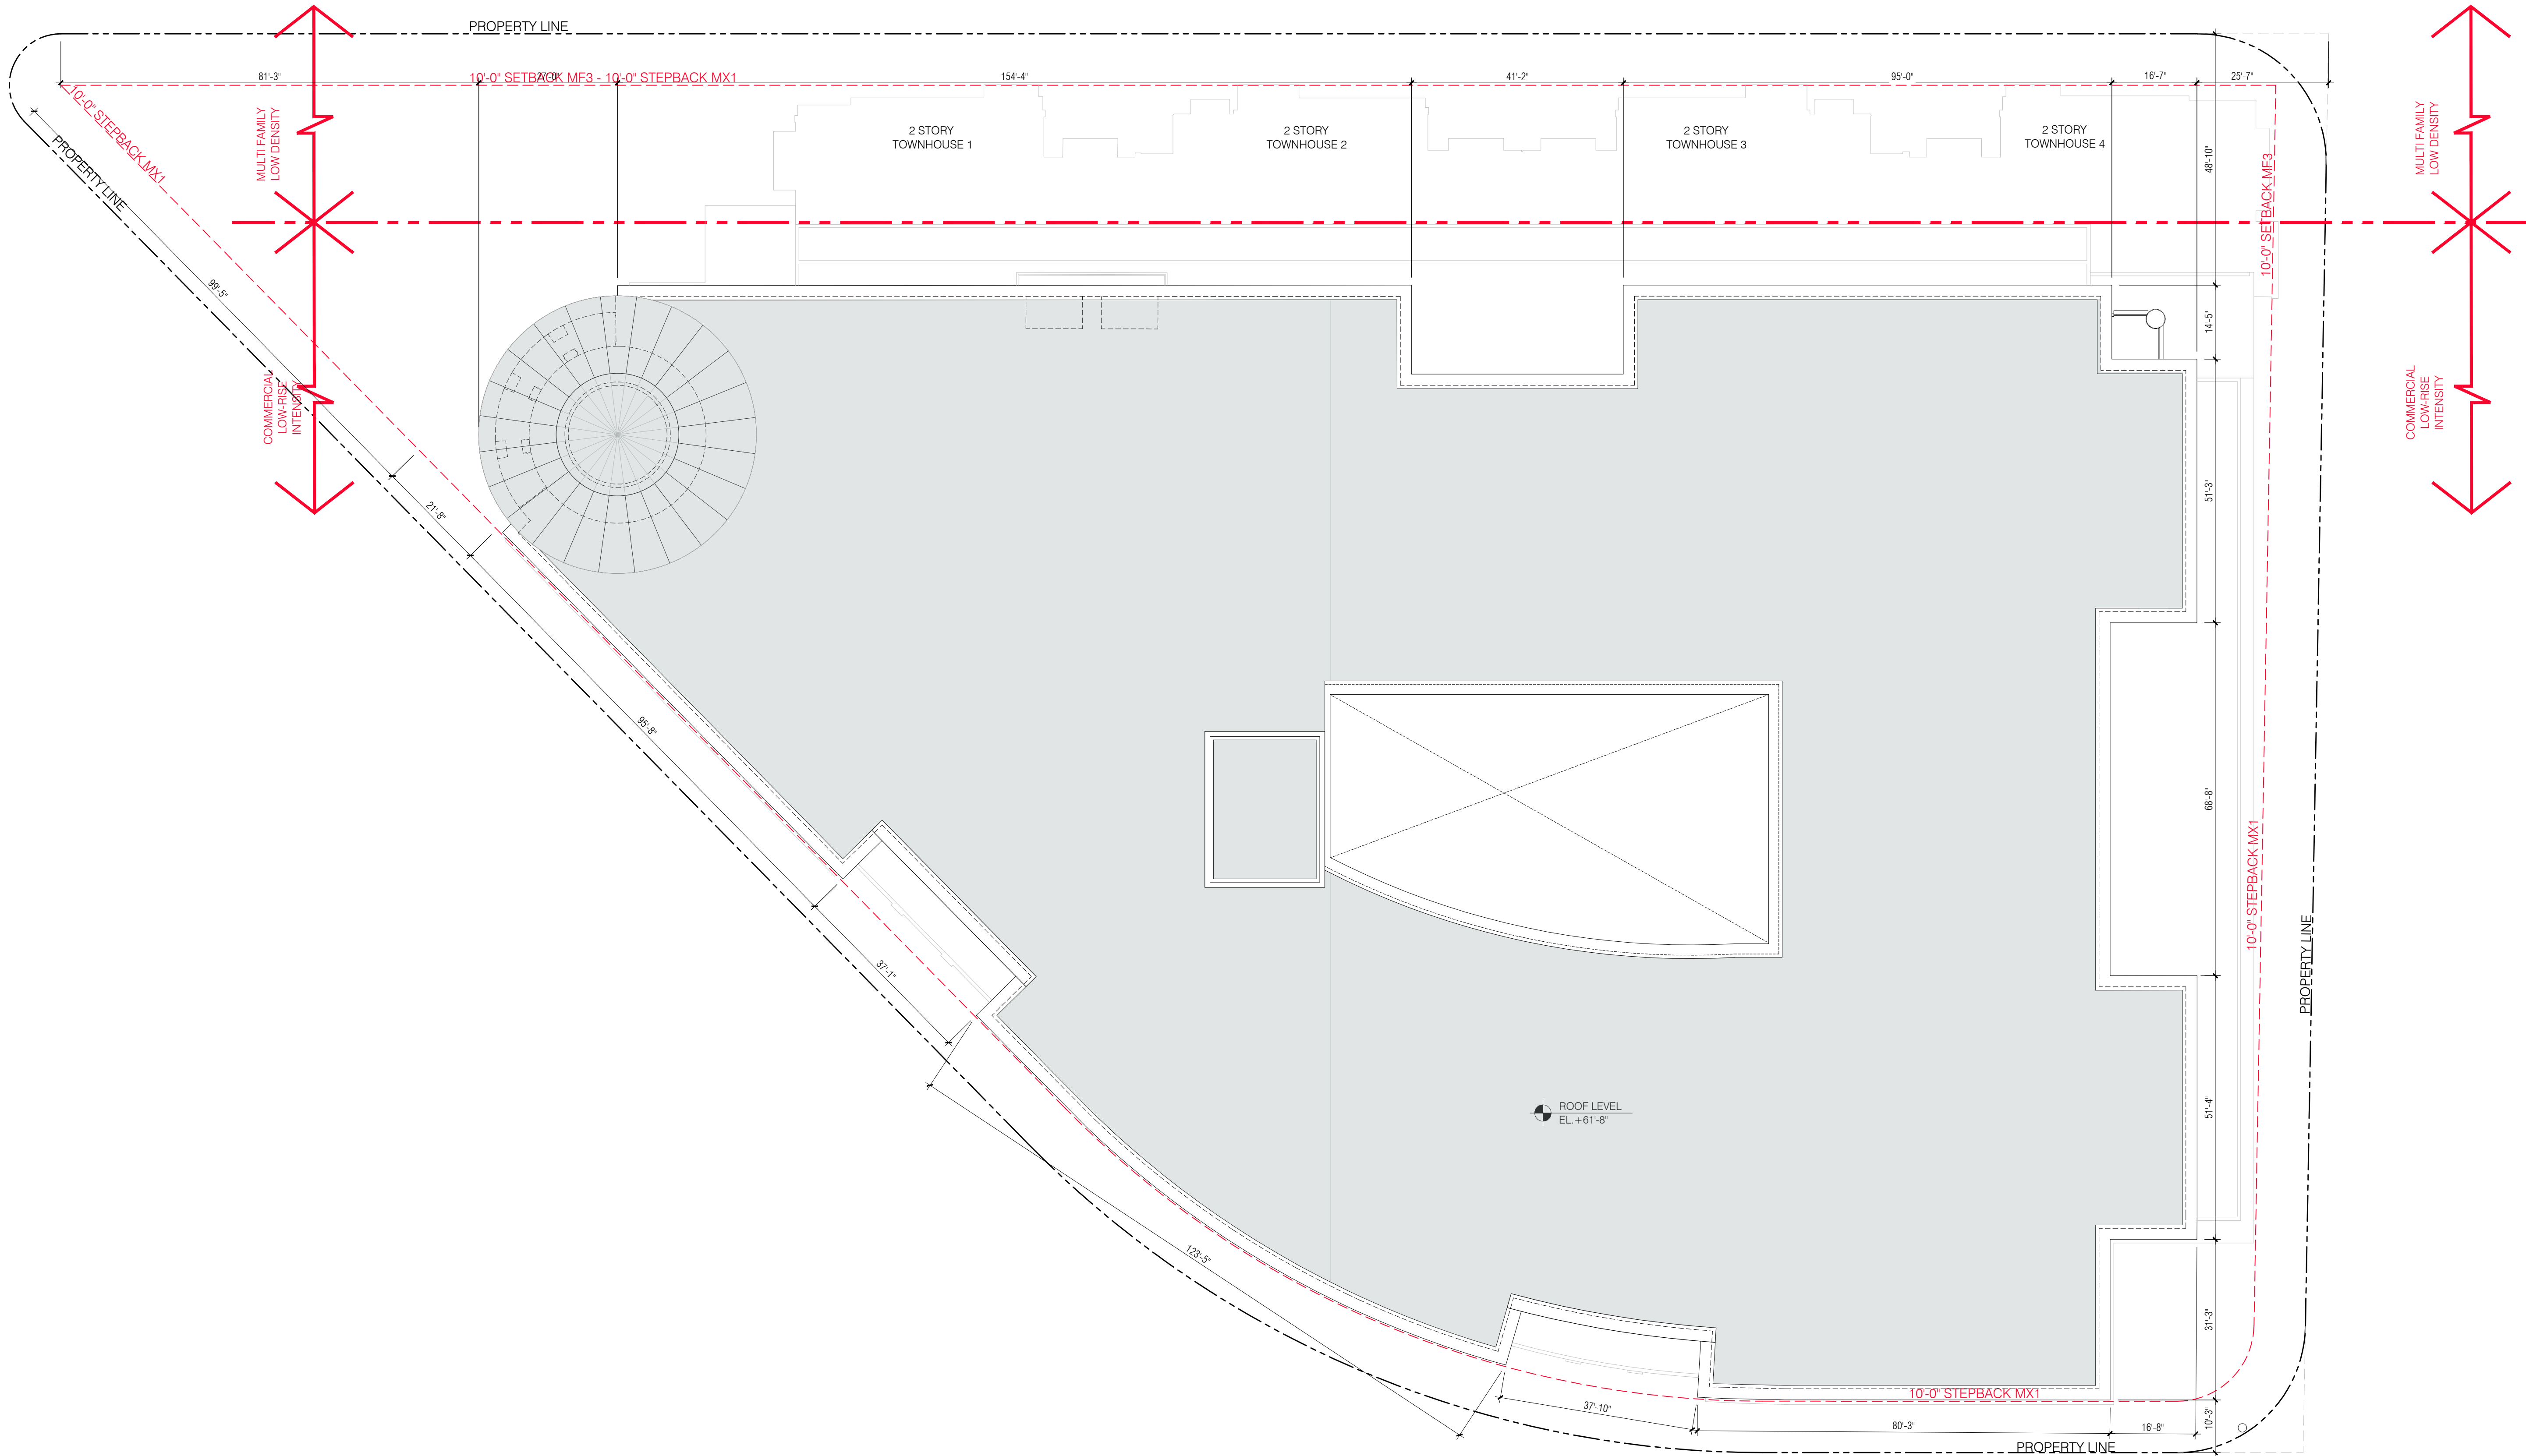 PROPERTY LINE
81'-3"
10'-0" SETBACK MF3 - 10'-0" STEPBACK MX1
27'-0"
154'-4"
41'-2"
95'-0"
16'-7"
25'-7"
10'-0" STEPBACK MX1
PROPERTY LINE
MULTI FAMILY
LOW DENSITY
2 STORY
TOWNHOUSE 1
2 STORY
TOWNHOUSE 2
2 STORY
TOWNHOUSE 3
2 STORY
TOWNHOUSE 4
48'-10"
10'-0" SETBACK MF3
MULTI FAMILY
LOW DENSITY
99'-5"
14'-5"
COMMERCIAL
LOW-RISE
INTENSITY
COMMERCIAL
LOW-RISE
INTENSITY
21'-8"
51'-3"
95'-8"
68'-8"
10'-0" STEPBACK MX1
PROPERTY LINE
37'-1"
ROOF LEVEL
EL. +61'-8"
51'-4"
123'-5"
31'-3"
10'-0" STEPBACK MX1
37'-10"
80'-3"
16'-8"
10'-3"
PROPERTY LINE